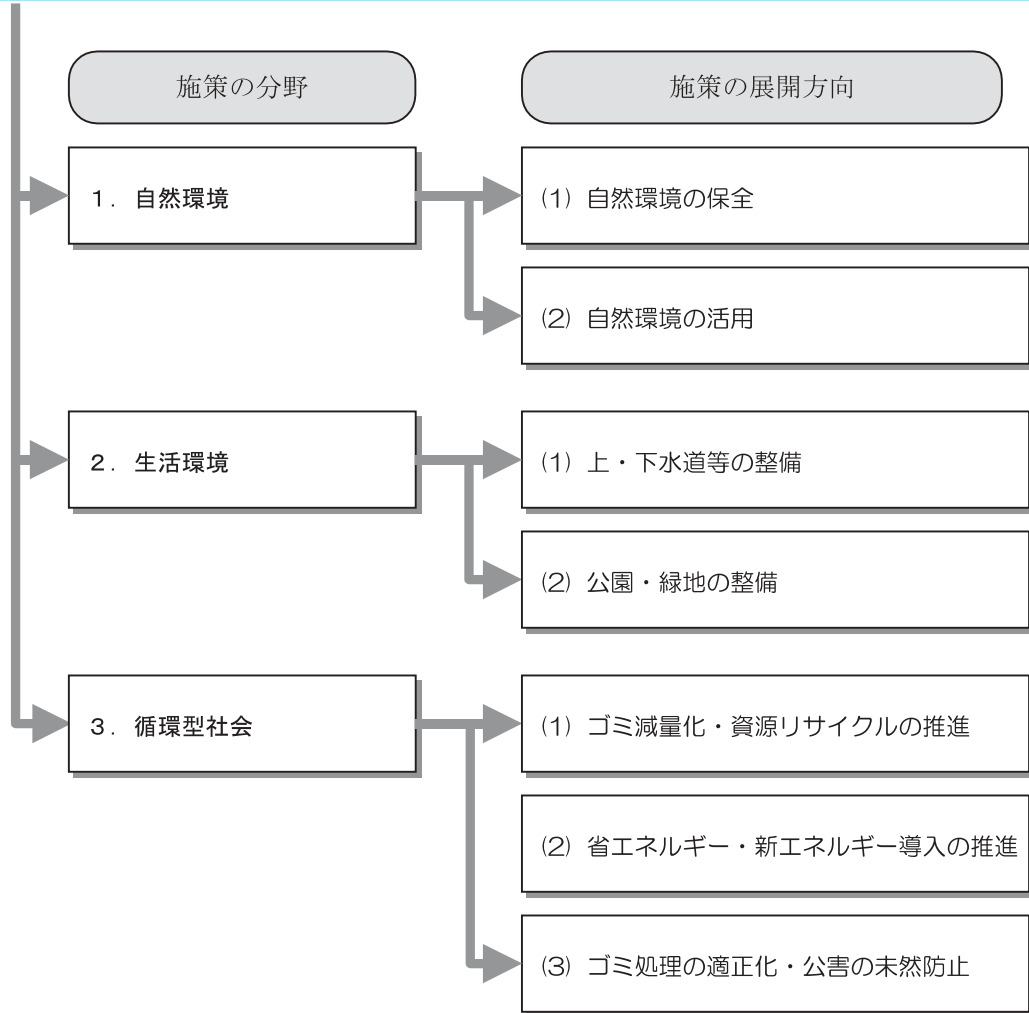 施策の分野
施策の展開方向
1. 自然環境
(1) 自然環境の保全
(2) 自然環境の活用
2. 生活環境
(1) 上・下水道等の整備
(2) 公園・緑地の整備
3. 循環型社会
(1) ゴミ減量化・資源リサイクルの推進
(2) 省エネルギー・新エネルギー導入の推進
(3) ゴミ処理の適正化・公害の未然防止